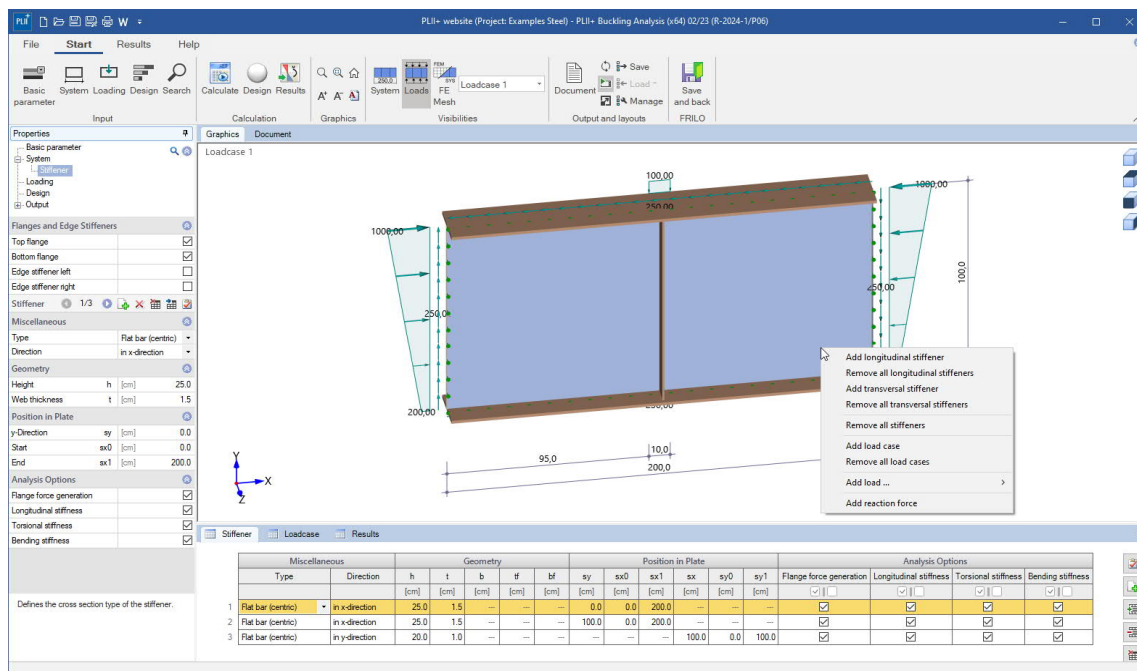 PLII+ W PLII+ website (Project: Examples Steel) - PLII+ Buckling Analysis (x64) 02/23 (R-2024-1/P06)
File Start Results Help
Basic parameter System Loading Design Search
Input
Calculate Design Results
Calculation
A+ A- A
Graphics
250,0 System Loads FEM SYS FE Mesh Loadcase 1
Visibilities
Document Save Load Manage
Output and layouts
Save and back
FRILO
Properties
Basic parameter
System
Stiffener
Loading
Design
Output
Flanges and Edge Stiffeners
Top flange
Bottom flange
Edge stiffener left
Edge stiffener right
Stiffener 1/3
Miscellaneous
Type Flat bar (centric)
Direction in x-direction
Geometry
Height h [cm] 25.0
Web thickness t [cm] 1.5
Position in Plate
y-Direction sy [cm] 0.0
Start sx0 [cm] 0.0
End sx1 [cm] 200.0
Analysis Options
Flange force generation
Longitudinal stiffness
Torsional stiffness
Bending stiffness
Defines the cross section type of the stiffener.
Graphics Document
Loadcase 1
100,00
250,00
1000,00
1000,00
250,00
250,00
100,0
200,00
250,00
10,0
95,0
200,0
Y
X
Z
Add longitudinal stiffener
Remove all longitudinal stiffeners
Add transversal stiffener
Remove all transversal stiffeners
Remove all stiffeners
Add load case
Remove all load cases
Add load ...
Add reaction force
Stiffener Loadcase Results
Miscellaneous Geometry Position in Plate Analysis Options
Type Direction h t b tf bf sy sx0 sx1 sx sy0 sy1 Flange force generation Longitudinal stiffness Torsional stiffness Bending stiffness
[cm] [cm] [cm] [cm] [cm] [cm] [cm] [cm] [cm] [cm] [cm]
1 Flat bar (centric) in x-direction 25.0 1.5 --- --- --- 0.0 0.0 200.0 --- --- ---
2 Flat bar (centric) in x-direction 25.0 1.5 --- --- --- 100.0 0.0 200.0 --- --- ---
3 Flat bar (centric) in y-direction 20.0 1.0 --- --- --- --- --- --- 100.0 0.0 100.0